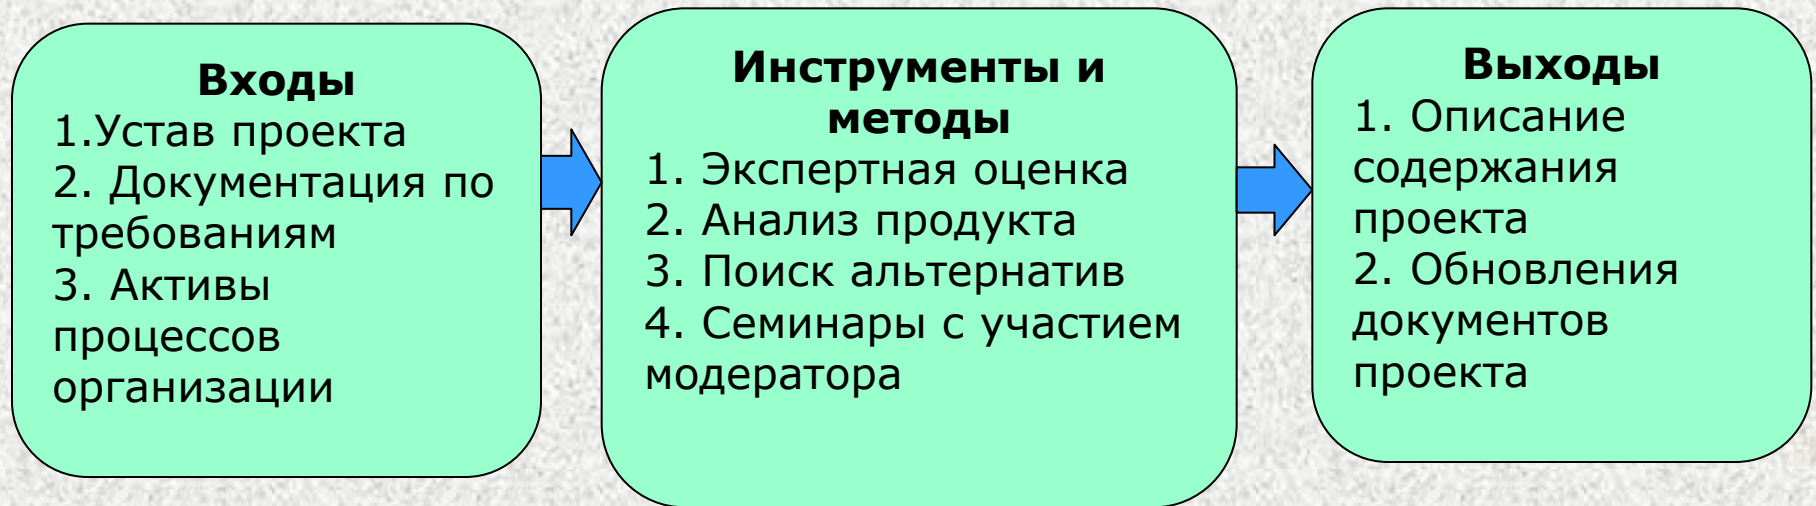 Входы
1.Устав проекта
2. Документация по
требованиям
3. Активы
процессов
организации
Инструменты и
методы
1. Экспертная оценка
2. Анализ продукта
3. Поиск альтернатив
4. Семинары с участием
модератора
Выходы
1. Описание
содержания
проекта
2. Обновления
документов
проекта